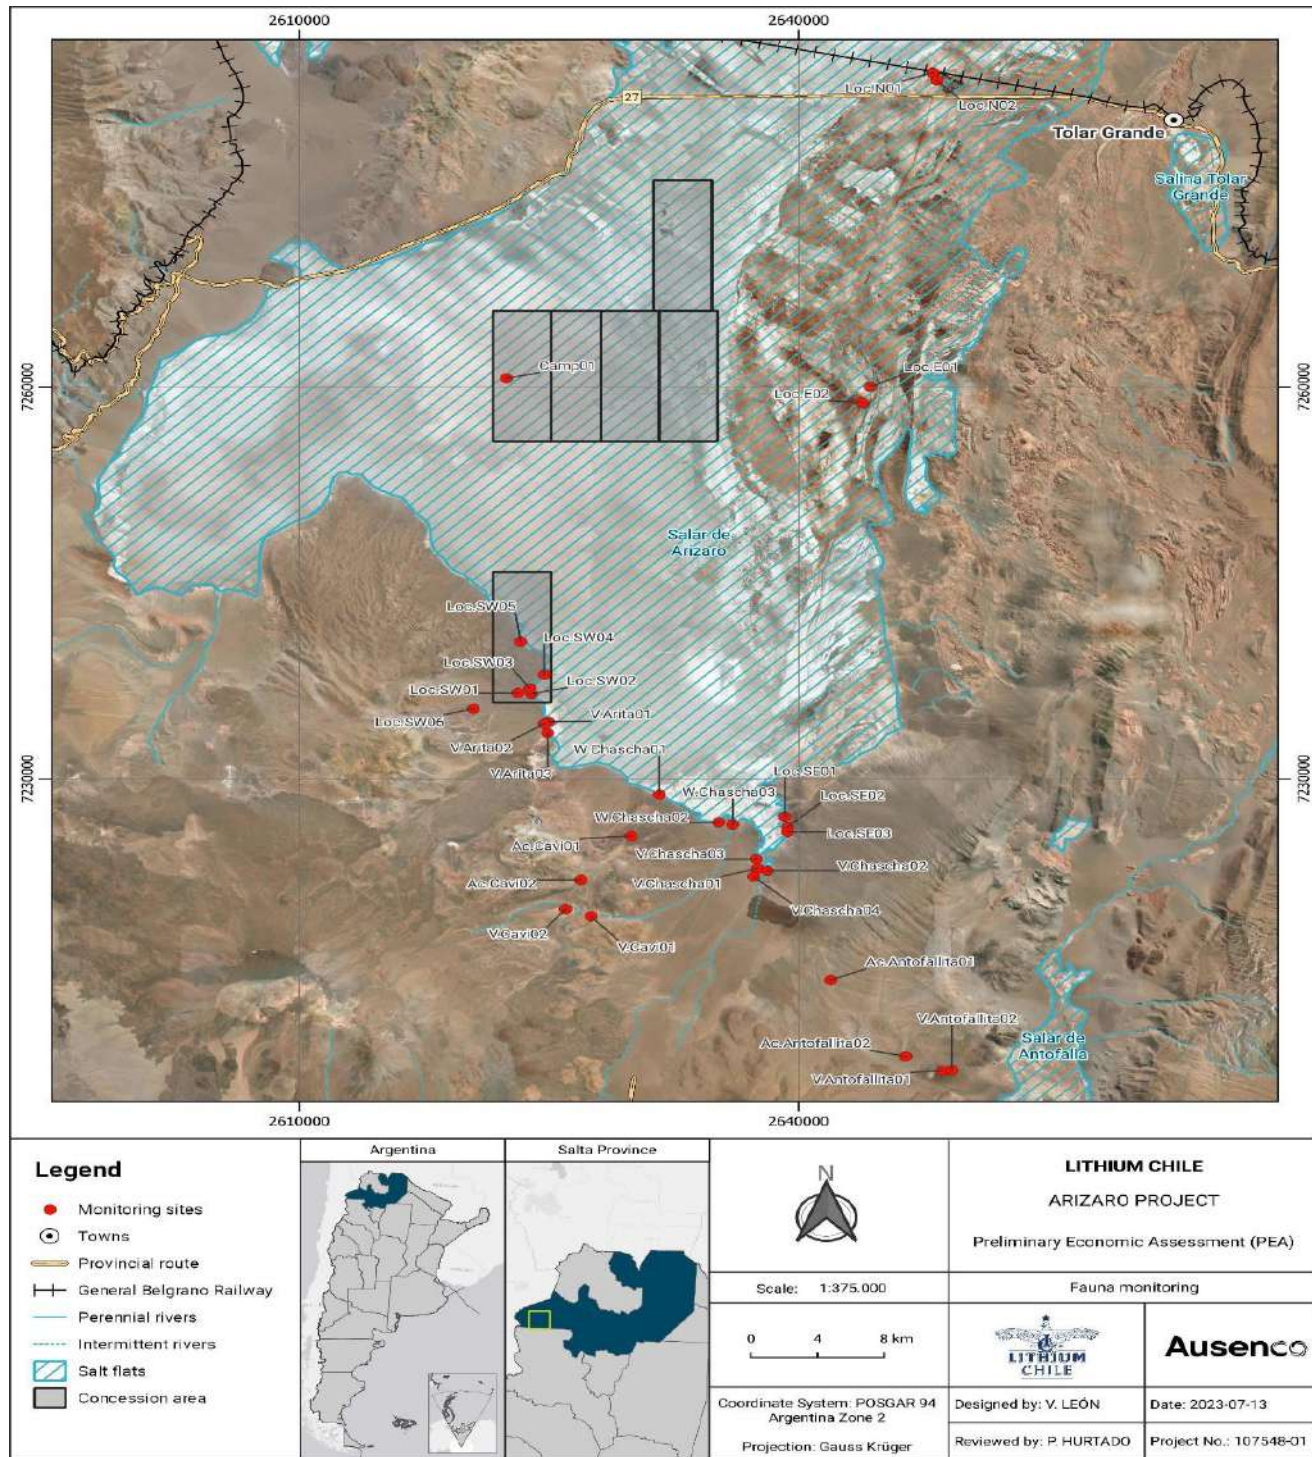 2610000
2640000
27
Loc.N01
Loc.N02
Tolar Grande
Salina Tolar
Grande
Camp01
Loc.E01
Loc.E02
7260000
7260000
Salar de
Arizaro
Loc.SW05
Loc.SW04
Loc.SW03
Loc.SW02
Loc.SW01
Loc.SW06
V.Arita01
V.Arita02
W.Chascha01
V.Arita03
7230000
7230000
Loc.SE01
W.Chascha03
Loc.SE02
W.Chascha02
Loc.SE03
Ac.Cavi01
V.Chascha03
V.Chascha02
Ac.Cavi02
V.Chascha01
V.Chascha04
V.Cavi02
V.Cavi01
Ac.Antofallita01
V.Antofallita02
Ac.Antofallita02
Salar de
Antofalla
V.Antofallita01
2610000
2640000
Legend
Monitoring sites
Towns
Provincial route
General Belgrano Railway
Perennial rivers
Intermittent rivers
Salt flats
Concession area
Argentina
Salta Province
N
LITHIUM CHILE
ARIZARO PROJECT
Preliminary Economic Assessment (PEA)
Scale: 1:375.000
Fauna monitoring
0 4 8 km
LITHIUM
CHILE
Ausenco
Coordinate System: POSGAR 94
Argentina Zone 2
Projection: Gauss Krüger
Designed by: V. LEÓN
Date: 2023-07-13
Reviewed by: P. HURTADO
Project No.: 107548-01